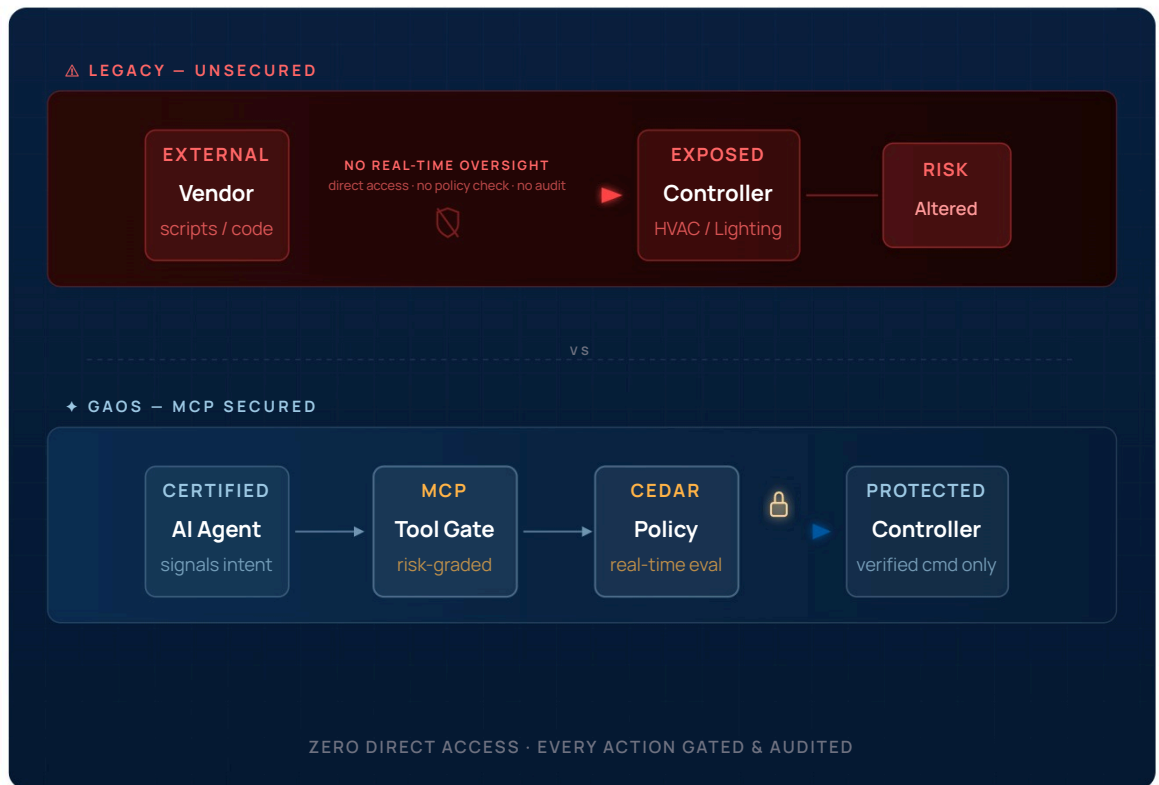 ⚠ LEGACY — UNSECURED
EXTERNAL
Vendor
scripts / code
NO REAL-TIME OVERSIGHT
direct access · no policy check · no audit
EXPOSED
Controller
HVAC / Lighting
RISK
Altered
VS
✦ GAOS — MCP SECURED
CERTIFIED
AI Agent
signals intent
MCP
Tool Gate
risk-graded
CEDAR
Policy
real-time eval
PROTECTED
Controller
verified cmd only
ZERO DIRECT ACCESS · EVERY ACTION GATED & AUDITED